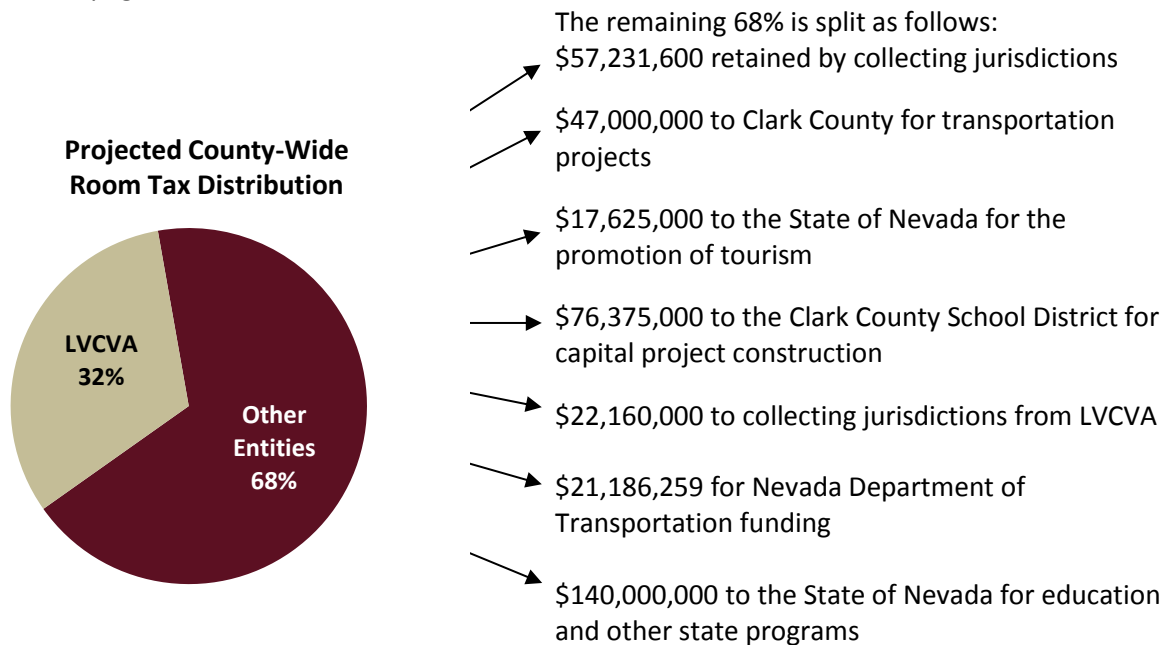 The remaining 68% is split as follows:
$57,231,600 retained by collecting jurisdictions
$47,000,000 to Clark County for transportation
projects
Projected County-Wide
Room Tax Distribution
$17,625,000 to the State of Nevada for the
promotion of tourism
$76,375,000 to the Clark County School District for
capital project construction
LVCVA
32%
Other
Entities
68%
$22,160,000 to collecting jurisdictions from LVCVA
$21,186,259 for Nevada Department of
Transportation funding
$140,000,000 to the State of Nevada for education
and other state programs